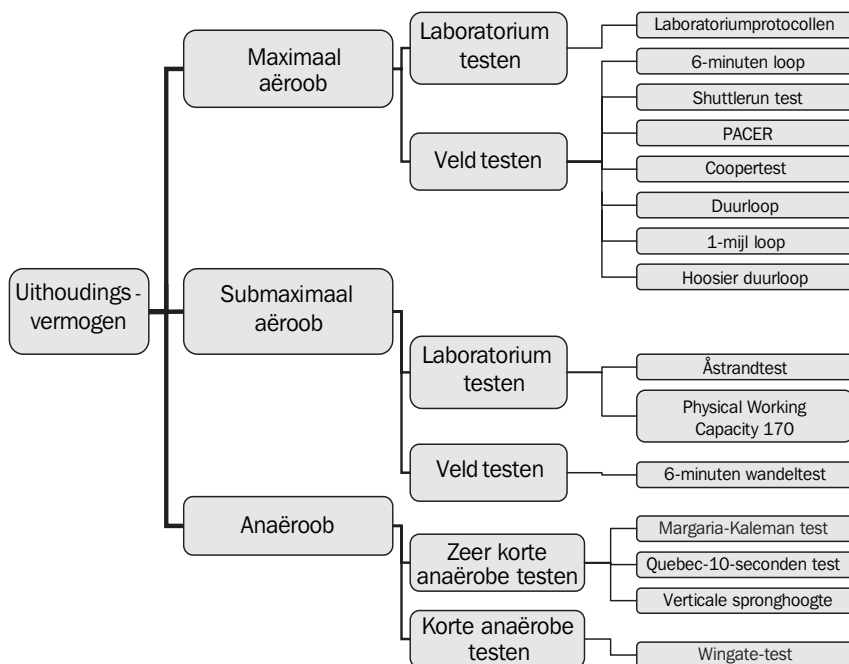 Uithoudings-
vermogen
Maximaal
aëroob
Laboratorium
testen
Laboratoriumprotocollen
Veld testen
6-minuten loop
Shuttlerun test
PACER
Coopertest
Duurloop
1-mijl loop
Hoosier duurloop
Submaximaal
aëroob
Laboratorium
testen
Åstrandtest
Physical Working
Capacity 170
Veld testen
6-minuten wandeltest
Anaëroob
Zeer korte
anaërobe testen
Margaria-Kaleman test
Quebec-10-seconden test
Verticale spronghoogte
Korte anaërobe
testen
Wingate-test